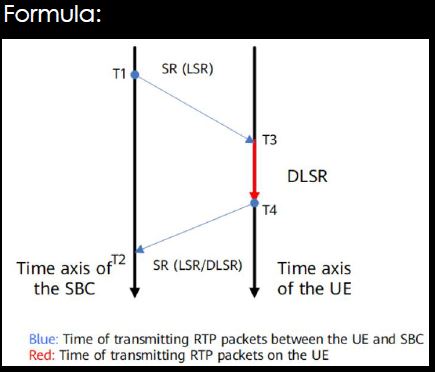 Formula:
T1
SR (LSR)
T3
DLSR
T4
T2
Time axis of
the SBC
SR (LSR/DLSR)
Time axis
of the UE
Blue: Time of transmitting RTP packets between the UE and SBC
Red: Time of transmitting RTP packets on the UE